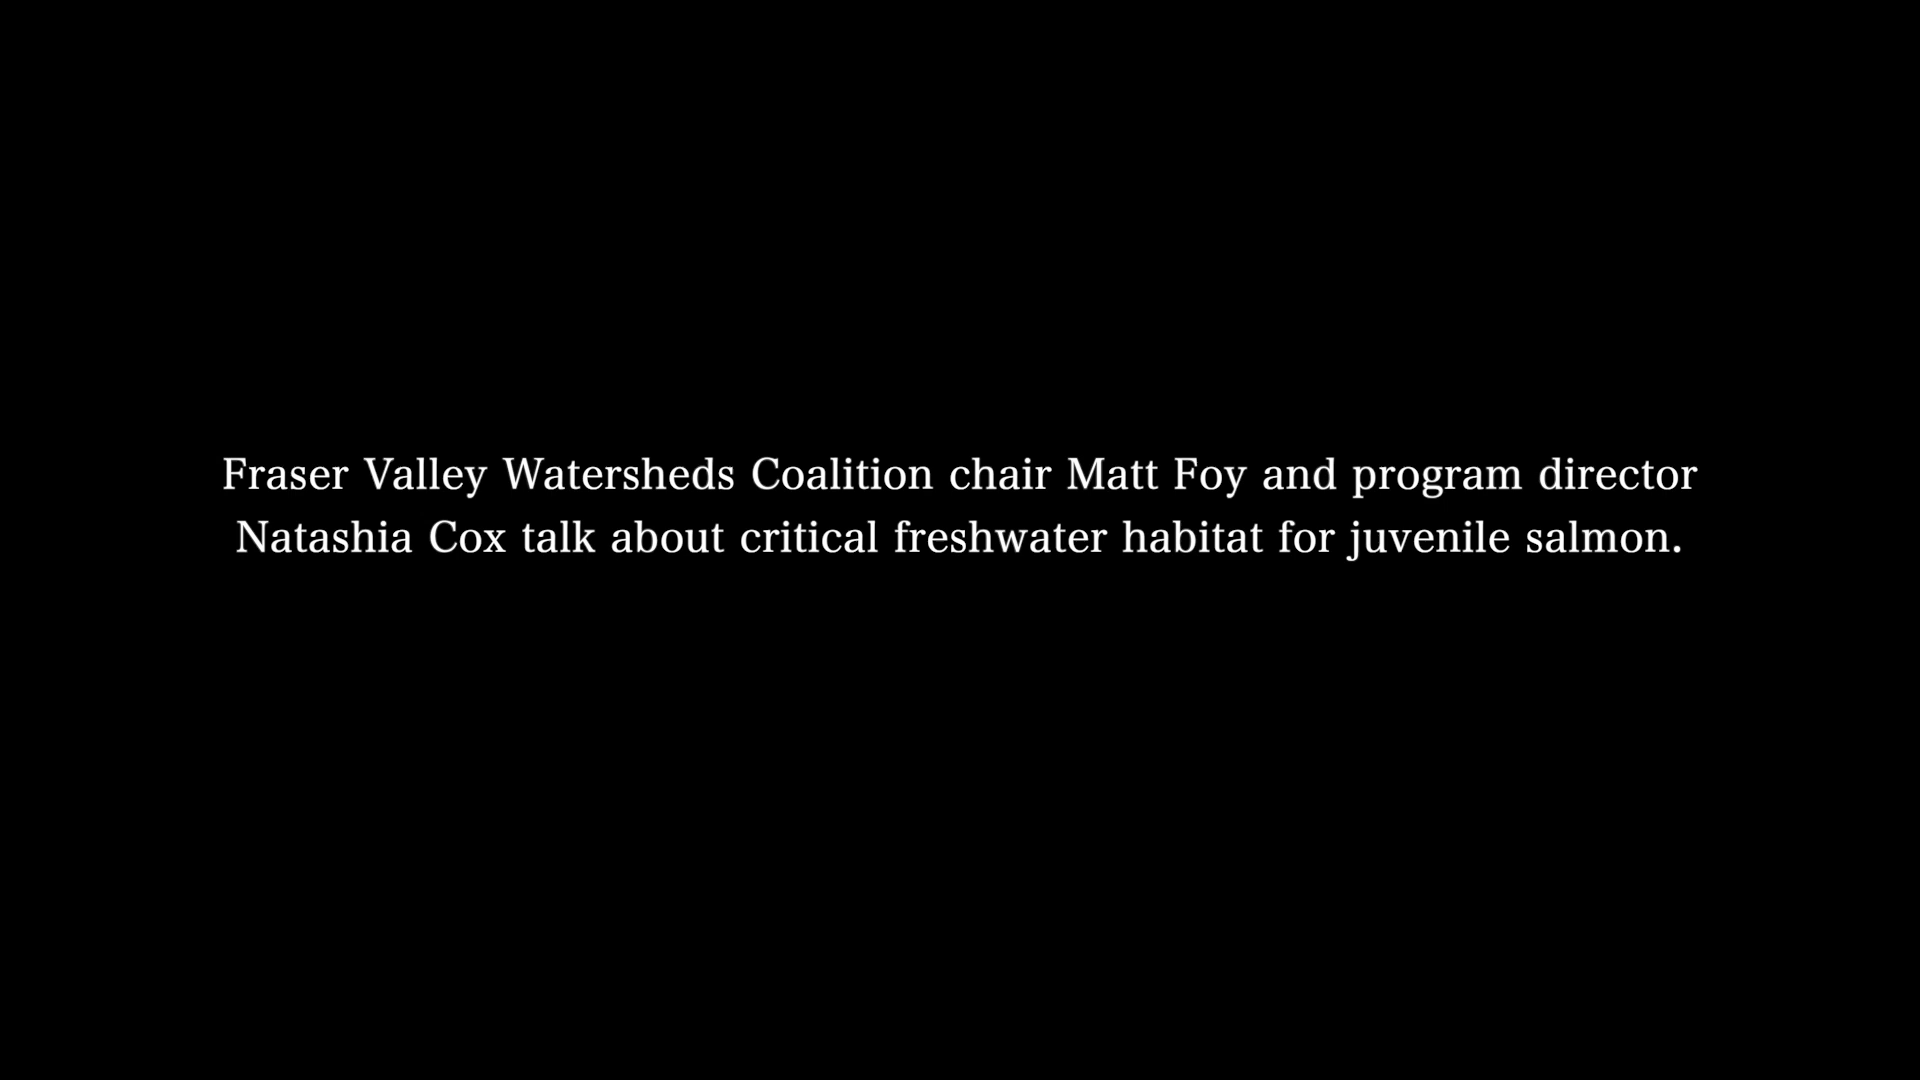 Fraser Valley Watersheds Coalition chair Matt Foy and program director
Natashia Cox talk about critical freshwater habitat for juvenile salmon.